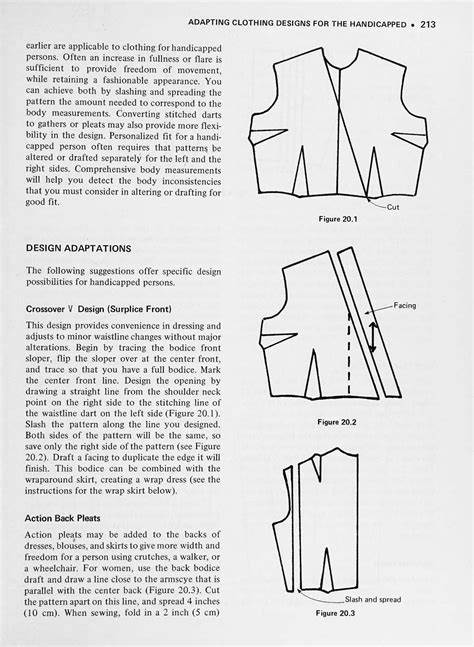 ADAPTING CLOTHING DESIGNS FOR THE HANDICAPPED • 213
earlier are applicable to clothing for handicapped
persons. Often an increase in fullness or flare is
sufficient to provide freedom of movement,
while retaining a fashionable appearance. You
can achieve both by slashing and spreading the
pattern the amount needed to correspond to the
body measurements. Converting stitched darts
to gathers or pleats may also provide more flexi-
bility in the design. Personalized fit for a handi-
capped person often requires that patterns be
altered or drafted separately for the left and the
right sides. Comprehensive body measurements
will help you detect the body inconsistencies
that you must consider in altering or drafting for
good fit.
Cut
Figure 20.1
DESIGN ADAPTATIONS
The following suggestions offer specific design
possibilities for handicapped persons.
Crossover V Design (Surplice Front)
This design provides convenience in dressing and
adjusts to minor waistline changes without major
alterations. Begin by tracing the bodice front
sloper, flip the sloper over at the center front,
and trace so that you have a full bodice. Mark
the center front line. Design the opening by
drawing a straight line from the shoulder neck
point on the right side to the stitching line of
the waistline dart on the left side (Figure 20.1).
Slash the pattern along the line you designed.
Both sides of the pattern will be the same, so
save only the right side of the pattern (see Figure
20.2). Draft a facing to duplicate the edge it will
finish. This bodice can be combined with the
wraparound skirt, creating a wrap dress (see the
instructions for the wrap skirt below).
Facing
Figure 20.2
Action Back Pleats
Action pleats may be added to the backs of
dresses, blouses, and skirts to give more width and
freedom for a person using crutches, a walker, or
a wheelchair. For women, use the back bodice
draft and draw a line close to the armscye that is
parallel with the center back (Figure 20.3). Cut
the pattern apart on this line, and spread 4 inches
(10 cm). When sewing, fold in a 2 inch (5 cm)
Slash and spread
Figure 20.3